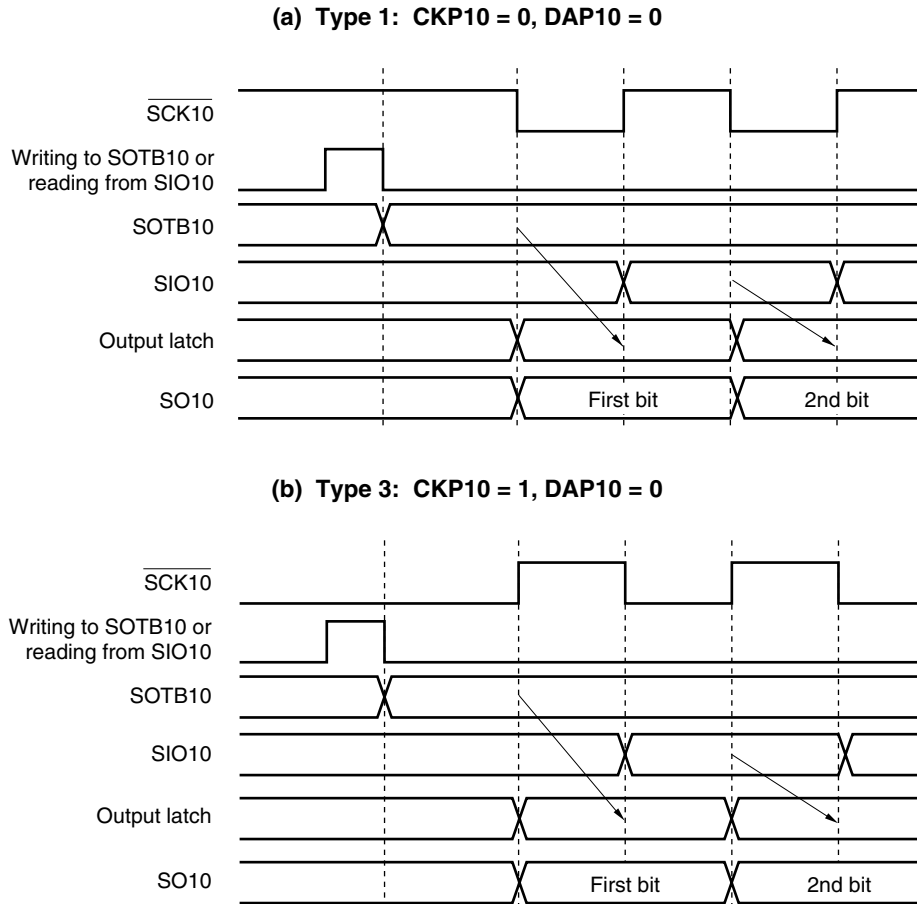 (a) Type 1: CKP10 = 0, DAP10 = 0
SCK10
Writing to SOTB10 or
reading from SIO10
SOTB10
SIO10
Output latch
SO10
First bit
2nd bit
(b) Type 3: CKP10 = 1, DAP10 = 0
SCK10
Writing to SOTB10 or
reading from SIO10
SOTB10
SIO10
Output latch
SO10
First bit
2nd bit